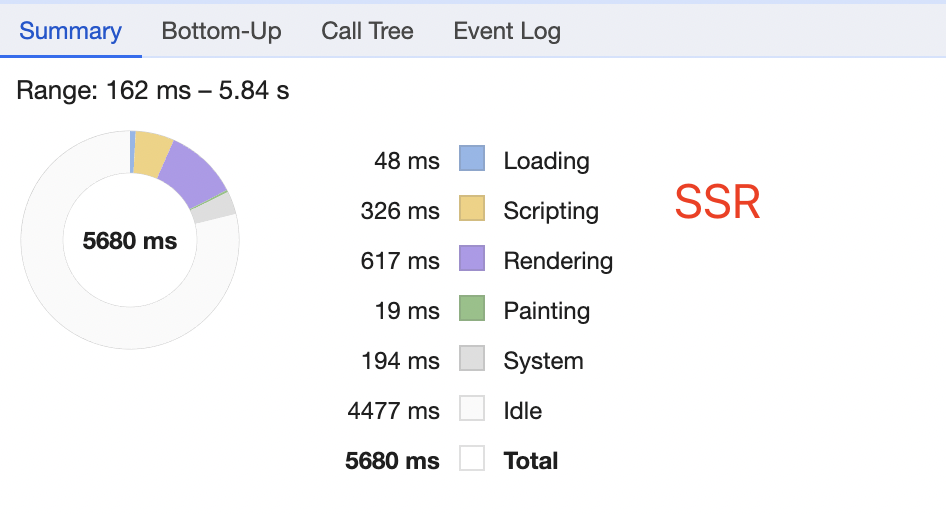 Summary Bottom-Up Call Tree Event Log
Range: 162 ms – 5.84 s
48 ms Loading
326 ms Scripting
SSR
617 ms Rendering
5680 ms
19 ms Painting
194 ms System
4477 ms Idle
5680 ms Total